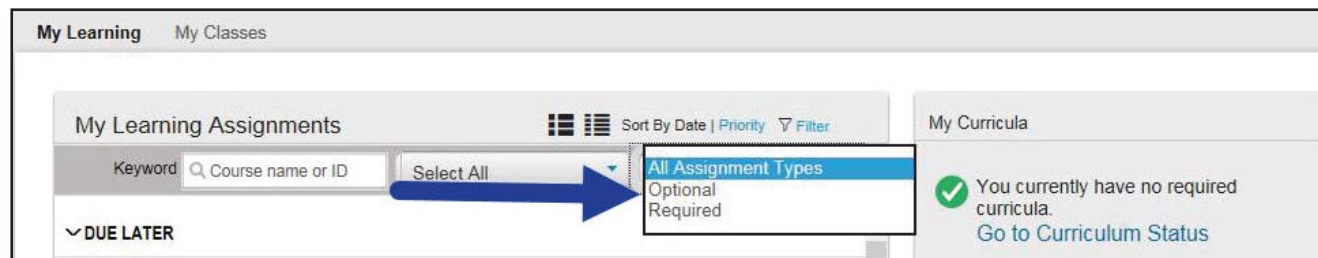 My Learning My Classes
My Learning Assignments
Sort By Date | Priority Filter
Keyword Course name or ID Select All
All Assignment Types
Optional
Required
DUE LATER
My Curricula
You currently have no required
curricula.
Go to Curriculum Status